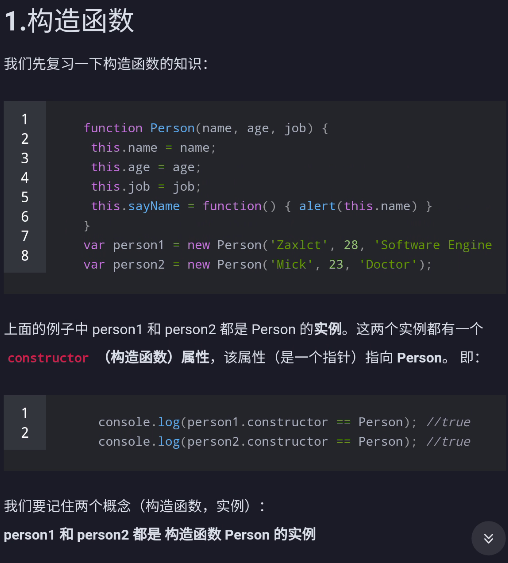 1.构造函数
我们先复习一下构造函数的知识：
1 function Person(name, age, job) {
2 this.name = name;
3 this.age = age;
4 this.job = job;
5 this.sayName = function() { alert(this.name) }
6 }
7 var person1 = new Person('Zaxlct', 28, 'Software Engine
8 var person2 = new Person('Mick', 23, 'Doctor');
上面的例子中 person1 和 person2 都是 Person 的实例。这两个实例都有一个
constructor （构造函数）属性，该属性（是一个指针）指向 Person。 即：
1 console.log(person1.constructor == Person); //true
2 console.log(person2.constructor == Person); //true
我们要记住两个概念（构造函数，实例）：
person1 和 person2 都是 构造函数 Person 的实例